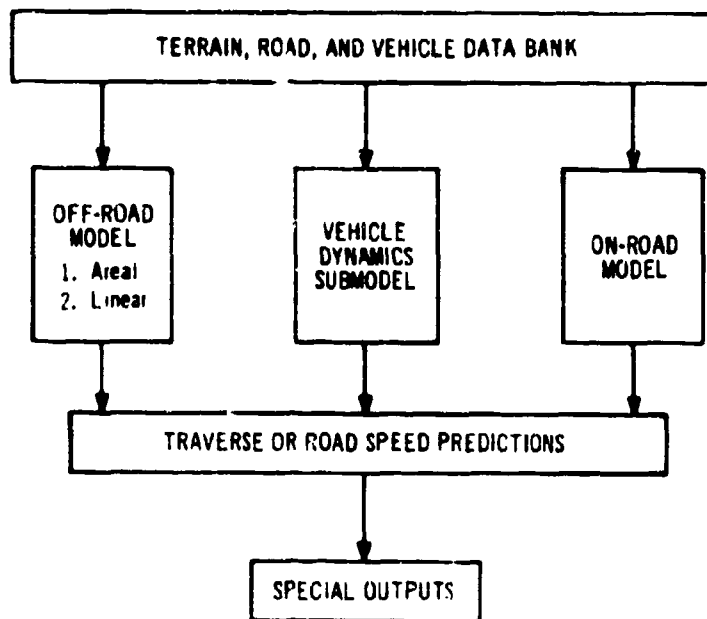 TERRAIN, ROAD, AND VEHICLE DATA BANK
OFF-ROAD
MODEL
1. Areal
2. Linear
VEHICLE
DYNAMICS
SUBMODEL
ON-ROAD
MODEL
TRAVERSE OR ROAD SPEED PREDICTIONS
SPECIAL OUTPUTS